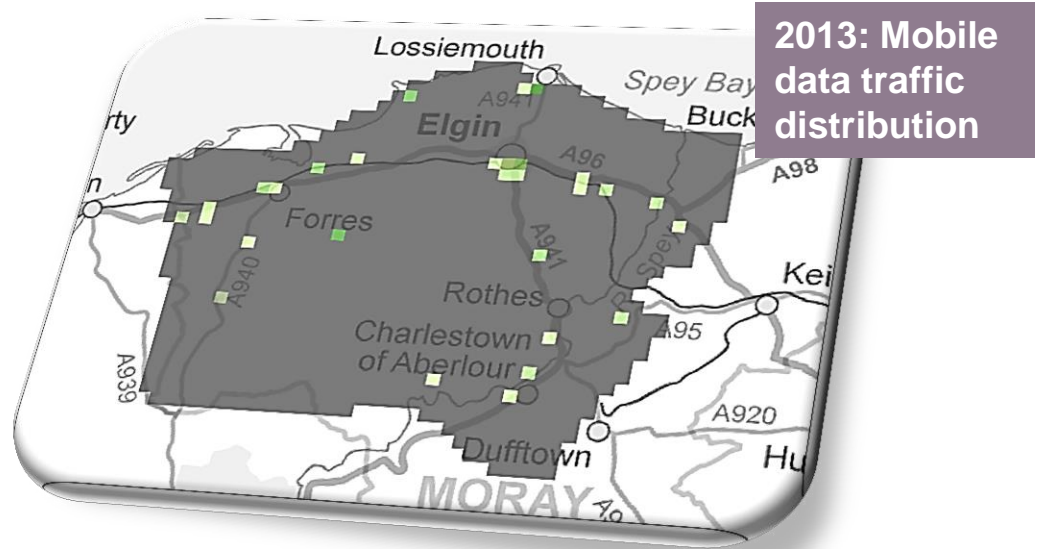 2013: Mobile
data traffic
distribution
Lossiemouth
Spey Bay
Buck
rty
A941
Elgin
A96
A98
n
Forres
A941
Spey
Kei
A940
Rothes
Charlestown
of Aberlour
A95
A939
A920
Dufftown
Hu
MORAY
A9